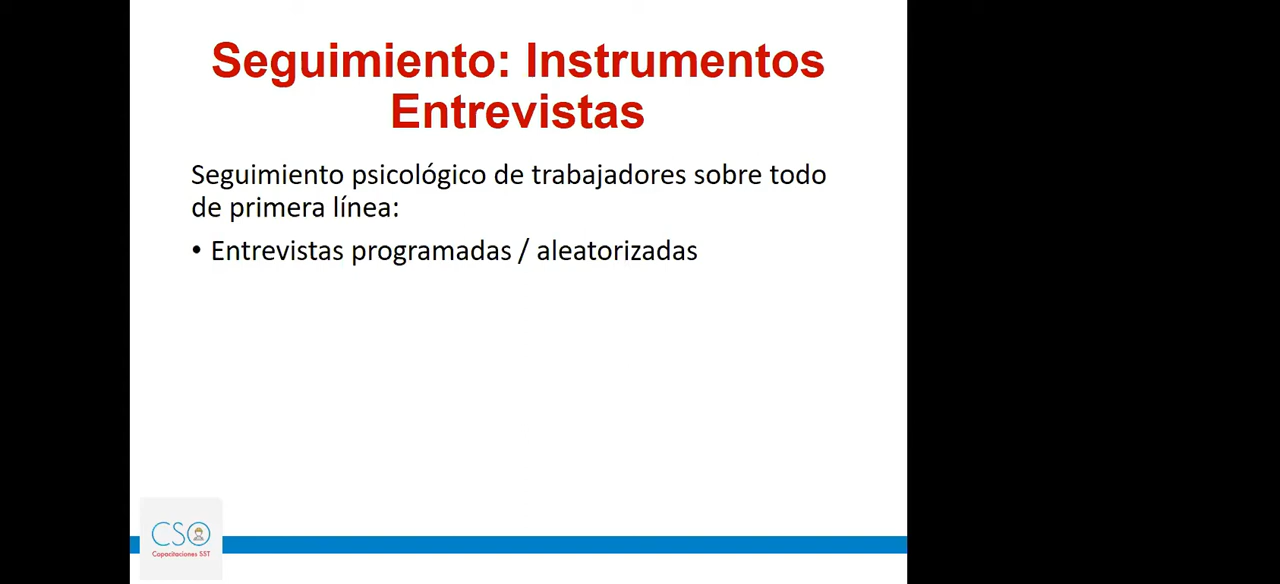 Seguimiento: Instrumentos
Entrevistas
Seguimiento psicológico de trabajadores sobre todo
de primera línea:
• Entrevistas programadas / aleatorizadas
CSO
Capacitaciones SST